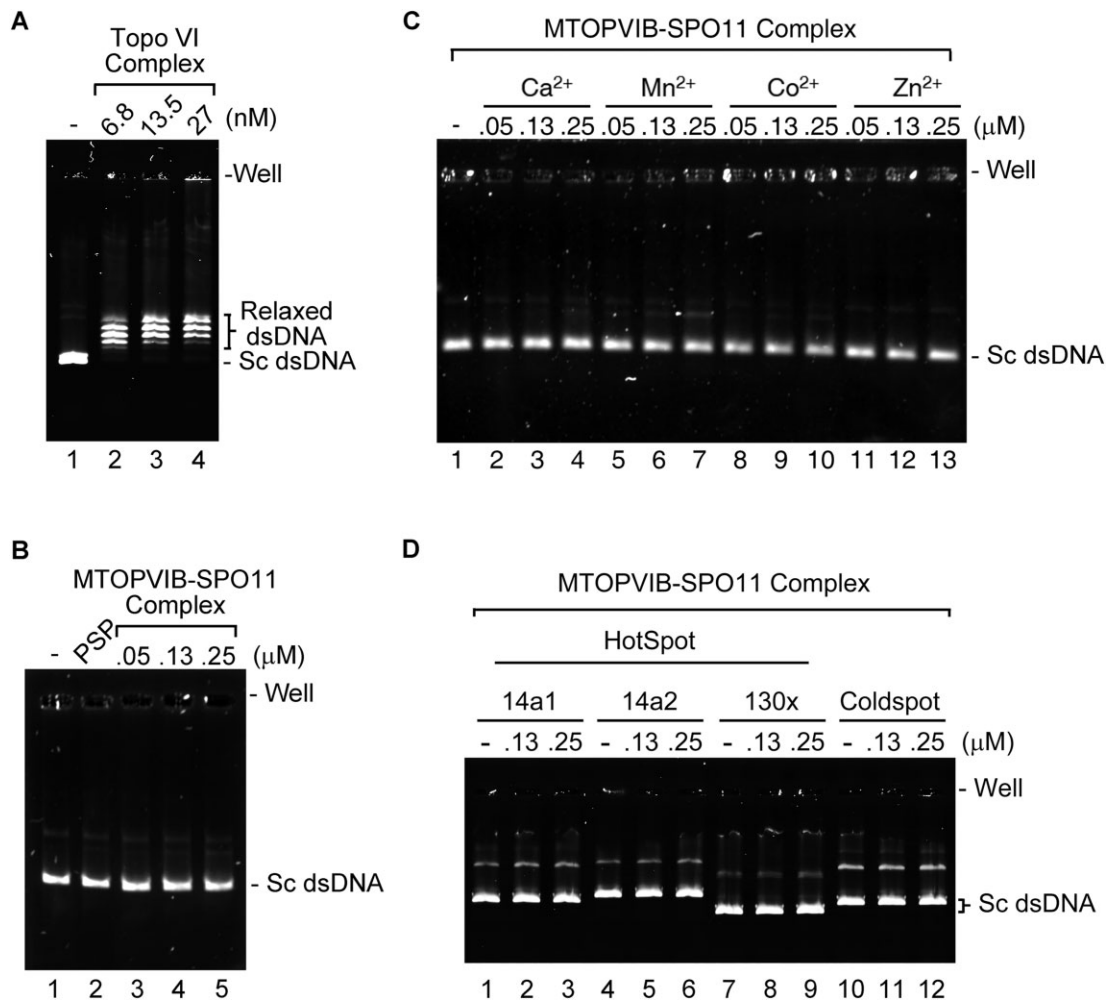 A
Topo VI
Complex
- 6.8 13.5 27 (nM)
-Well
Relaxed
dsDNA
- Sc dsDNA
1 2 3 4
B
MTOPVIB-SPO11
Complex
- PSP .05 .13 .25 (μM)
- Well
- Sc dsDNA
1 2 3 4 5
C
MTOPVIB-SPO11 Complex
Ca2+ Mn2+ Co2+ Zn2+
- .05 .13 .25 .05 .13 .25 .05 .13 .25 .05 .13 .25 (μM)
- Well
- Sc dsDNA
1 2 3 4 5 6 7 8 9 10 11 12 13
D
MTOPVIB-SPO11 Complex
HotSpot
14a1 14a2 130x Coldspot
- .13 .25 - .13 .25 - .13 .25 - .13 .25 (μM)
- Well
Sc dsDNA
1 2 3 4 5 6 7 8 9 10 11 12